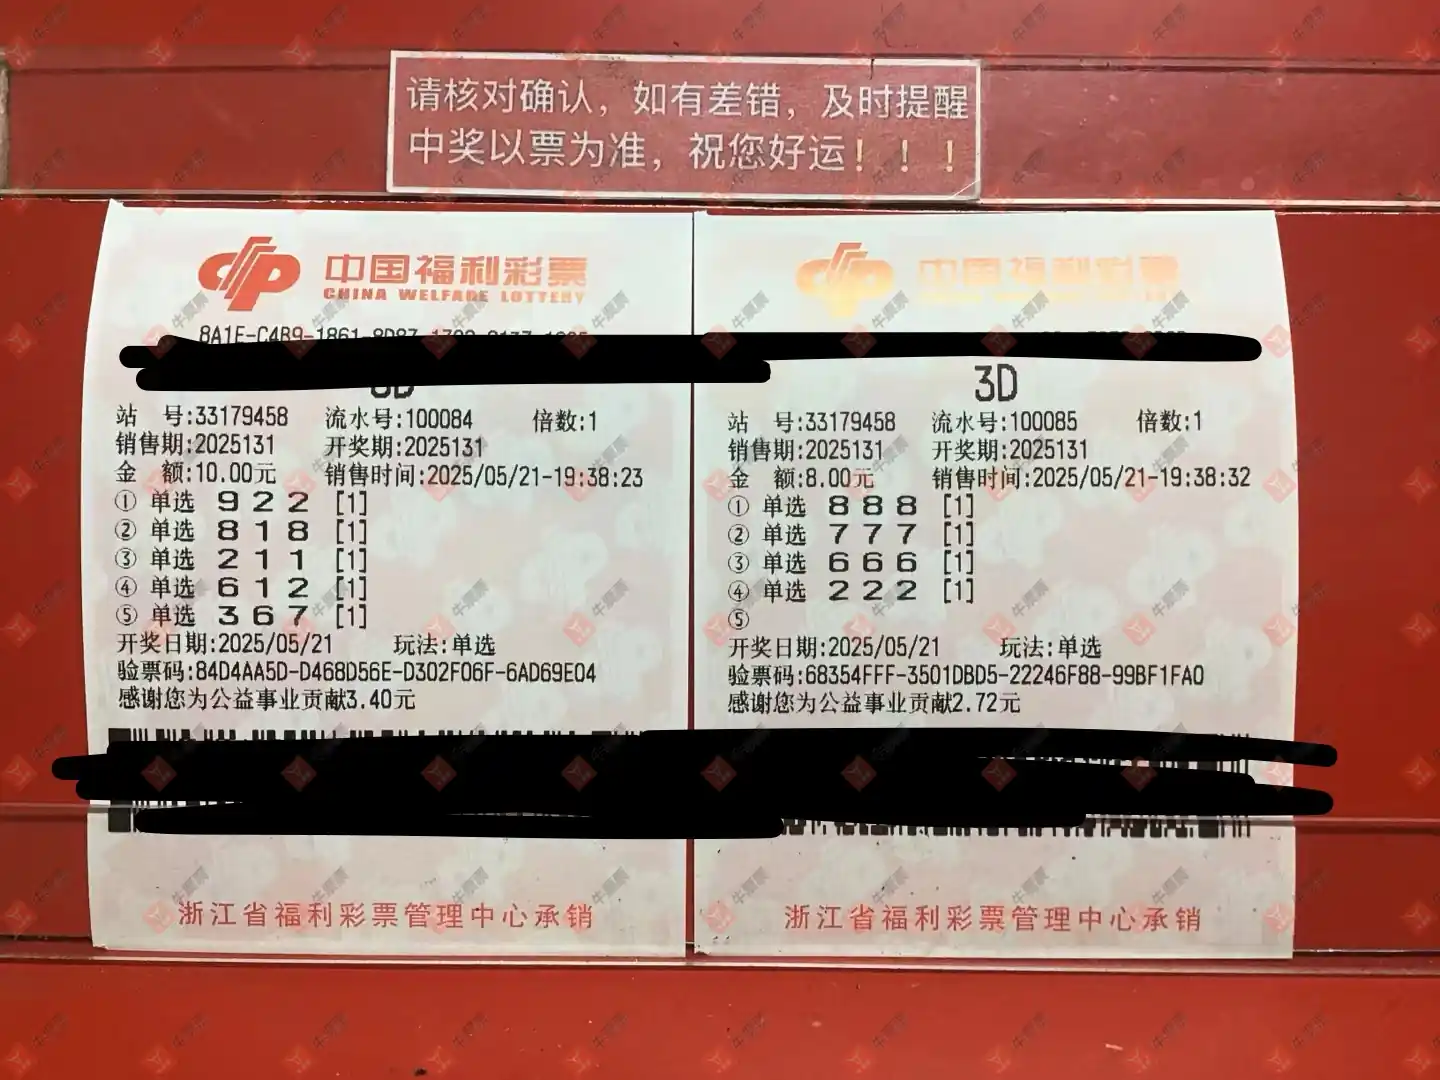 请核对确认，如有差错，及时提醒
中奖以票为准，祝您好运！！！
中国福利彩票
CHINA WELFARE LOTTERY
站 号:33179458 流水号:100084 倍数:1
销售期:2025131 开奖期:2025131
金 额:10.00元 销售时间:2025/05/21-19:38:23
① 单选 9 2 2 [1]
② 单选 8 1 8 [1]
③ 单选 2 1 1 [1]
④ 单选 6 1 2 [1]
⑤ 单选 3 6 7 [1]
开奖日期:2025/05/21 玩法:单选
验票码:84D4AA5D-D468D56E-D302F06F-6AD69E04
感谢您为公益事业贡献3.40元
浙江省福利彩票管理中心承销
中国福利彩票
3D
站 号:33179458 流水号:100085 倍数:1
销售期:2025131 开奖期:2025131
金 额:8.00元 销售时间:2025/05/21-19:38:32
① 单选 8 8 8 [1]
② 单选 7 7 7 [1]
③ 单选 6 6 6 [1]
④ 单选 2 2 2 [1]
⑤
开奖日期:2025/05/21 玩法:单选
验票码:68354FFF-3501DBD5-22246F88-99BF1FA0
感谢您为公益事业贡献2.72元
浙江省福利彩票管理中心承销